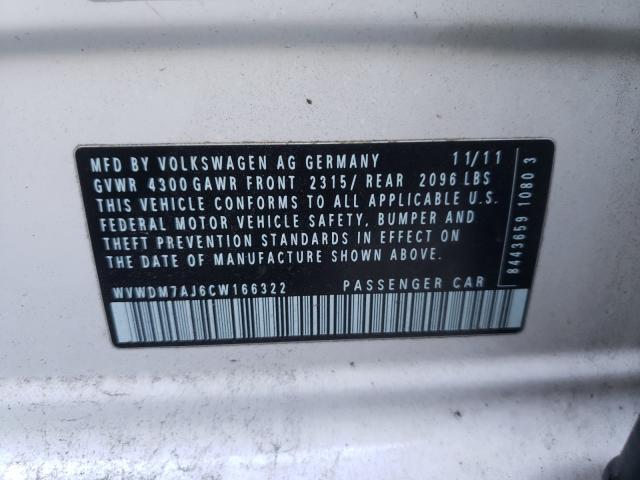 MFD BY VOLKSWAGEN AG GERMANY 11/11
GVWR 4300 GAWR FRONT 2315/ REAR 2096 LBS
THIS VEHICLE CONFORMS TO ALL APPLICABLE U.S.
FEDERAL MOTOR VEHICLE SAFETY, BUMPER AND
THEFT PREVENTION STANDARDS IN EFFECT ON
THE DATE OF MANUFACTURE SHOWN ABOVE.
WVWDM7AJ6CW166322 PASSENGER CAR
8443659 1080 3